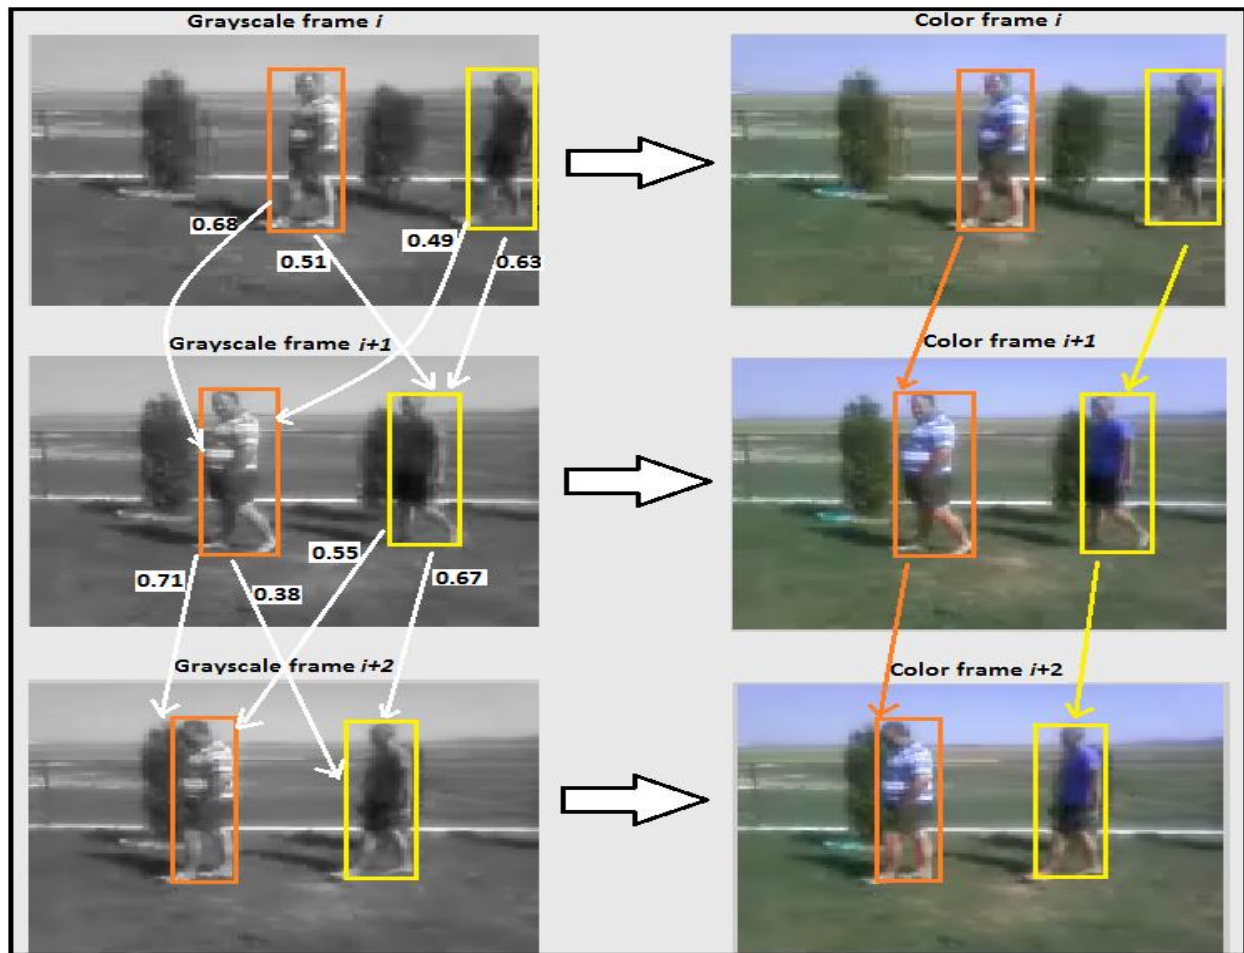 Grayscale frame i
Color frame i
0.68
0.51
0.49
0.63
Grayscale frame i+1
Color frame i+1
0.71
0.38
0.55
0.67
Grayscale frame i+2
Color frame i+2